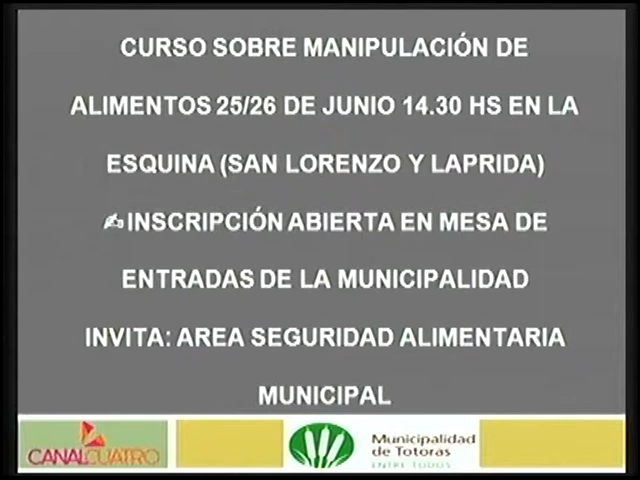 CURSO SOBRE MANIPULACIÓN DE
ALIMENTOS 25/26 DE JUNIO 14.30 HS EN LA
ESQUINA (SAN LORENZO Y LAPRIDA)
✍INSCRIPCIÓN ABIERTA EN MESA DE
ENTRADAS DE LA MUNICIPALIDAD
INVITA: AREA SEGURIDAD ALIMENTARIA
MUNICIPAL
CANALCUATRO
Municipalidad
de Totoras
ENTRE TODOS